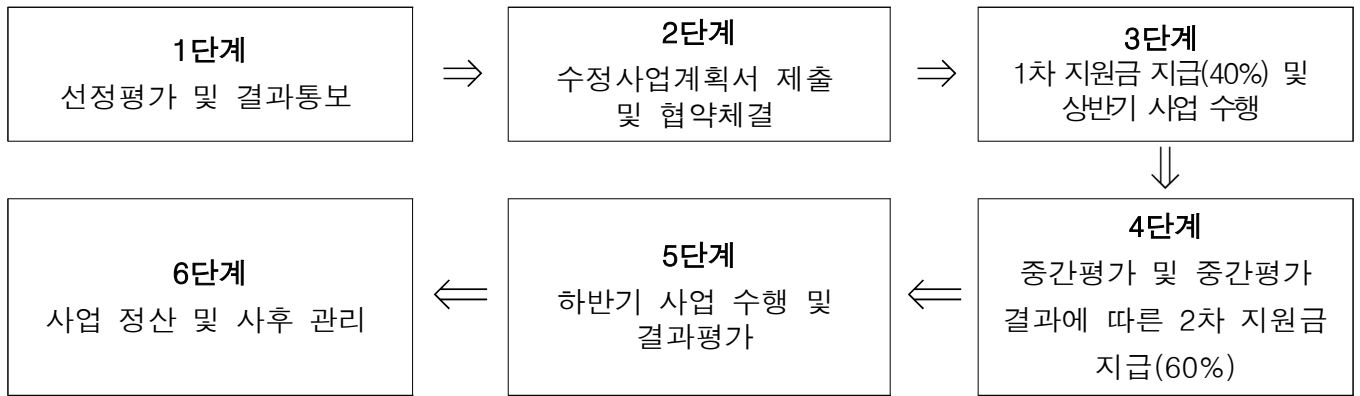 1단계
선정평가 및 결과통보
⇒
2단계
수정사업계획서 제출
및 협약체결
⇒
3단계
1차 지원금 지급(40%) 및
상반기 사업 수행
⇓
4단계
중간평가 및 중간평가
결과에 따른 2차 지원금
지급(60%)
⇐
5단계
하반기 사업 수행 및
결과평가
⇐
6단계
사업 정산 및 사후 관리